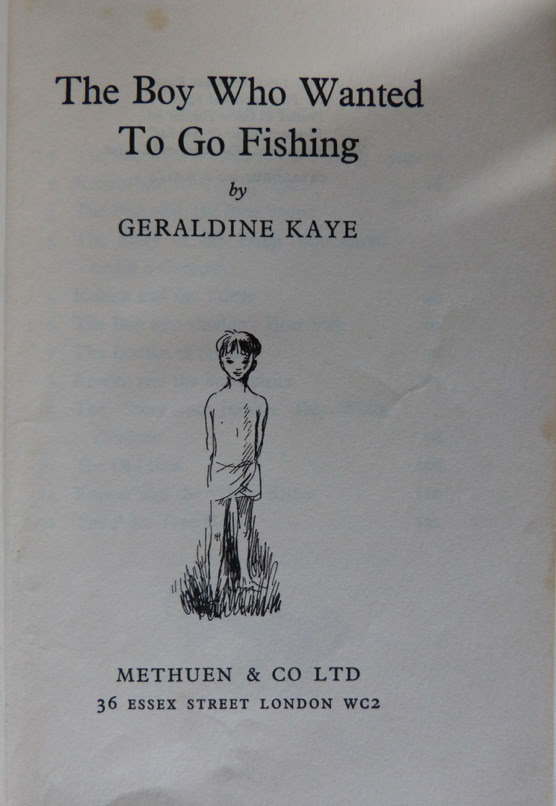 The Boy Who Wanted
To Go Fishing
by
GERALDINE KAYE
METHUEN & CO LTD
36 ESSEX STREET LONDON WC2